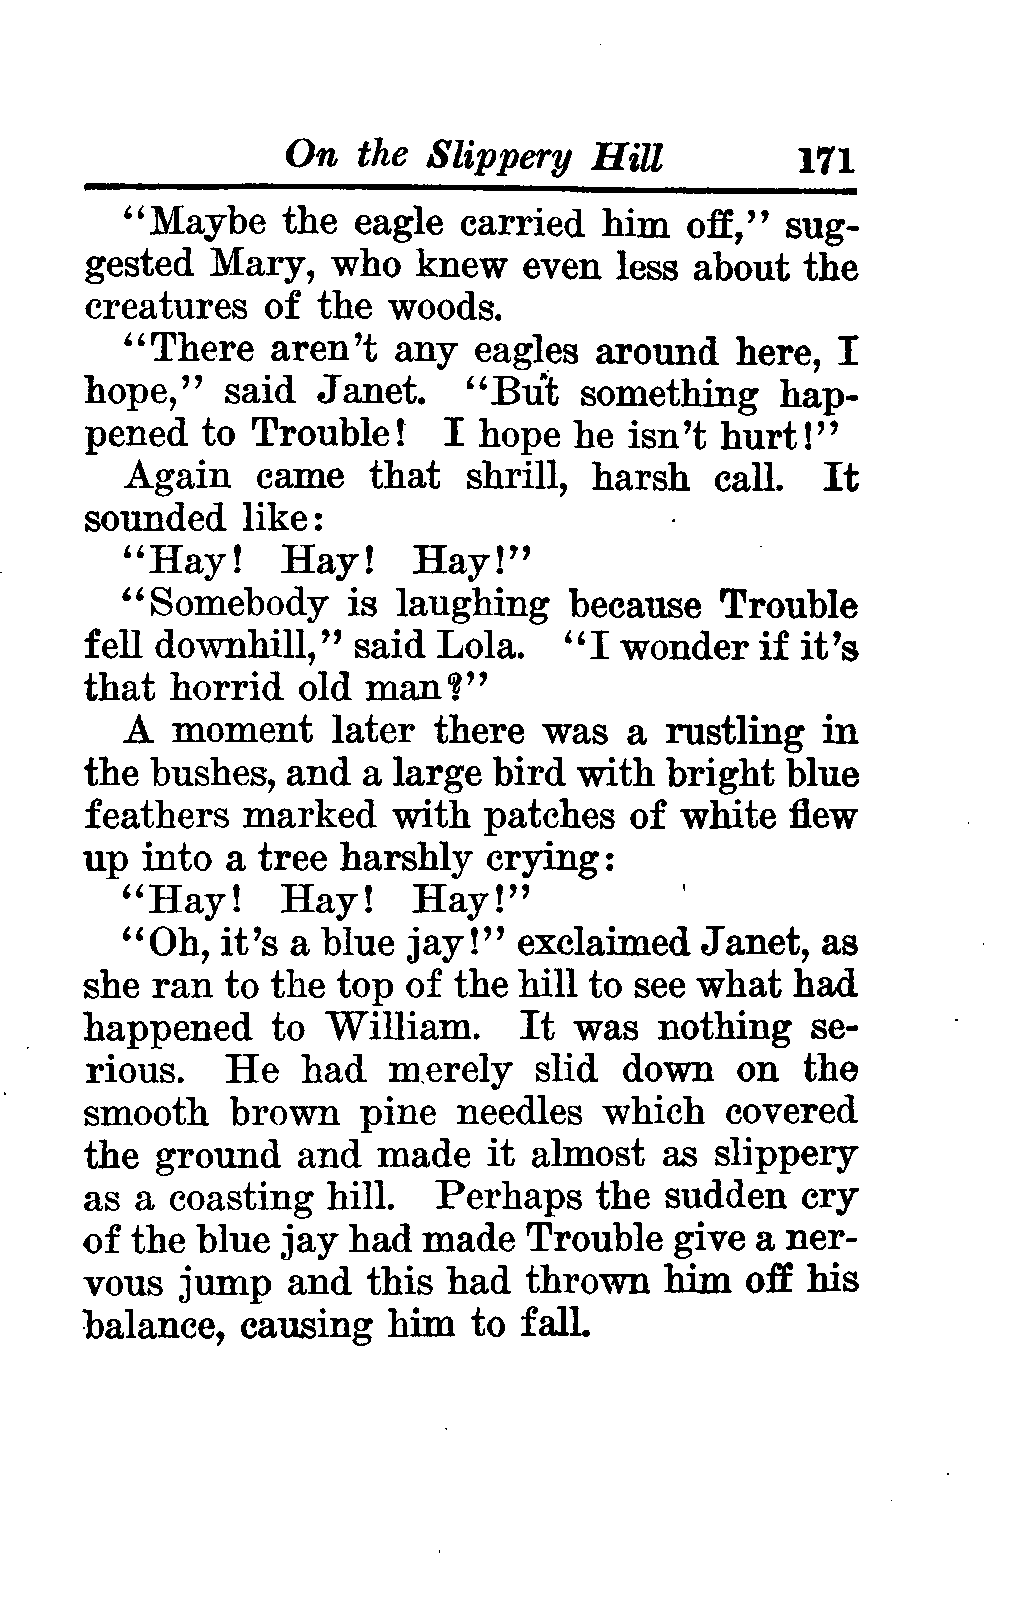 On the Slippery Hill 171
“Maybe the eagle carried him off,” sug-
gested Mary, who knew even less about the
creatures of the woods.
“There aren’t any eagles around here, I
hope,” said Janet. “But something hap-
pened to Trouble! I hope he isn’t hurt!”
Again came that shrill, harsh call. It
sounded like:
“Hay! Hay! Hay!”
“Somebody is laughing because Trouble
fell downhill,” said Lola. “I wonder if it’s
that horrid old man?”
A moment later there was a rustling in
the bushes, and a large bird with bright blue
feathers marked with patches of white flew
up into a tree harshly crying:
“Hay! Hay! Hay!”
“Oh, it’s a blue jay!” exclaimed Janet, as
she ran to the top of the hill to see what had
happened to William. It was nothing se-
rious. He had merely slid down on the
smooth brown pine needles which covered
the ground and made it almost as slippery
as a coasting hill. Perhaps the sudden cry
of the blue jay had made Trouble give a ner-
vous jump and this had thrown him off his
balance, causing him to fall.